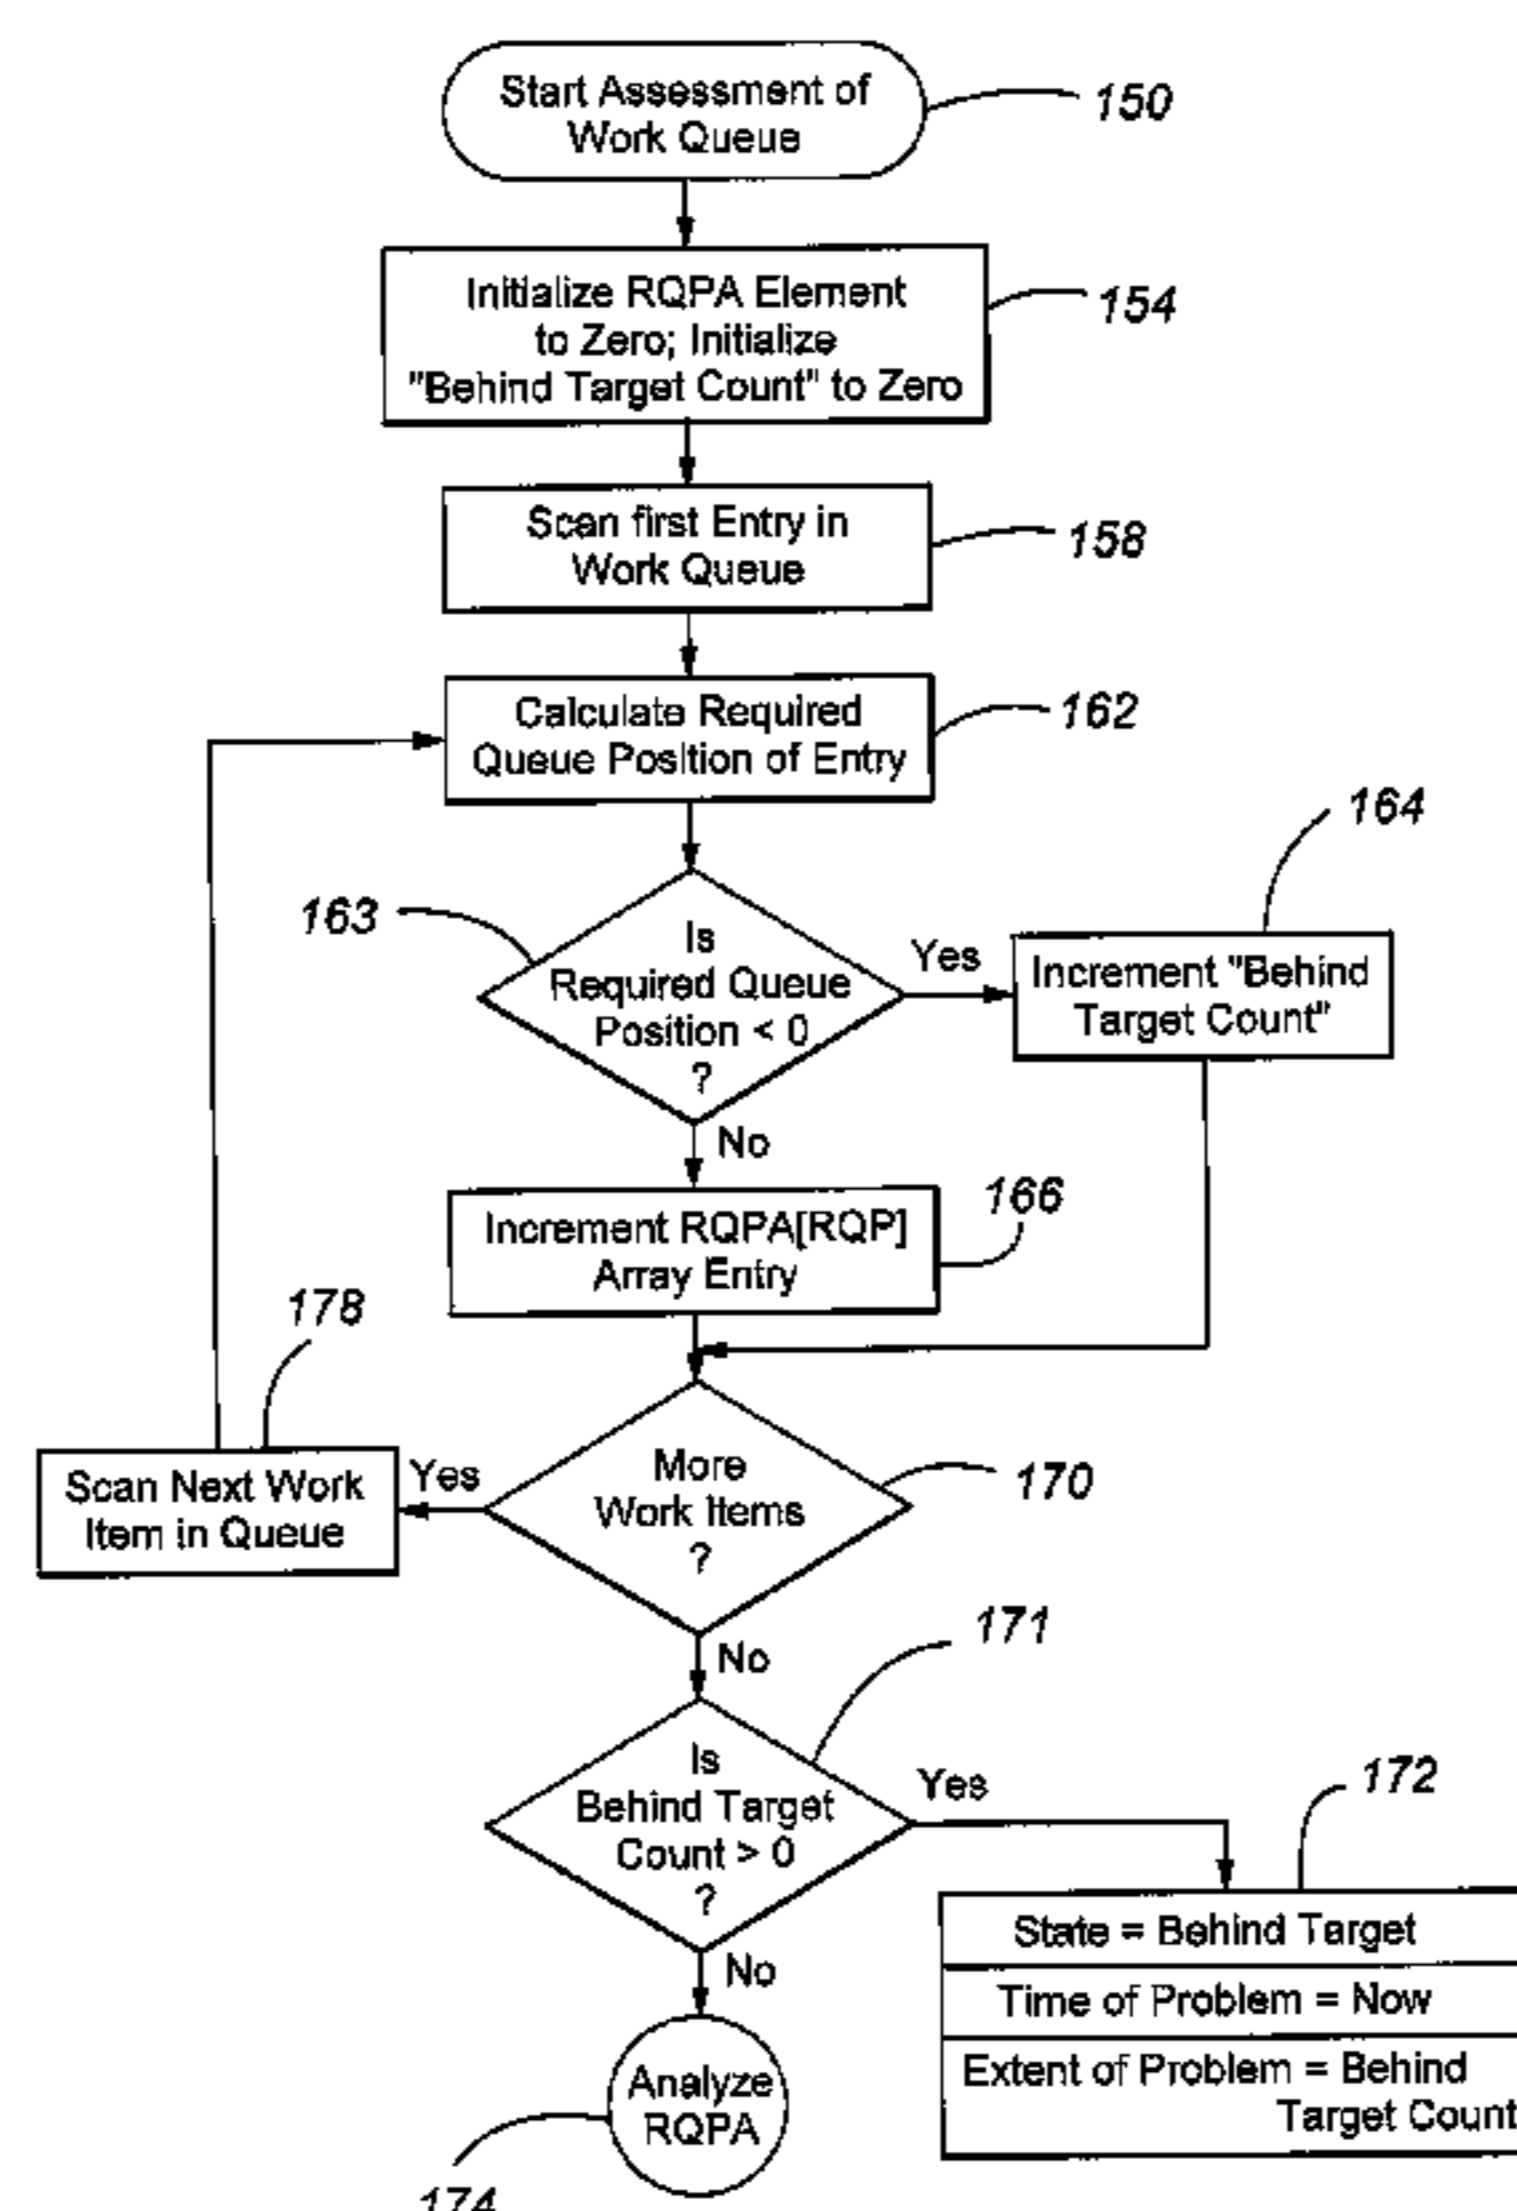 Start Assessment of
Work Queue
150
Initialize RQPA Element
to Zero; Initialize
"Behind Target Count" to Zero
154
Scan first Entry in
Work Queue
158
Calculate Required
Queue Position of Entry
162
163
Is
Required Queue
Position < 0
?
Yes
164
Increment "Behind
Target Count"
No
Increment RQPA[RQP]
Array Entry
166
178
Scan Next Work
Item in Queue
Yes
More
Work Items
?
170
No
171
Is
Behind Target
Count > 0
?
Yes
172
State = Behind Target
Time of Problem = Now
Extent of Problem = Behind
Target Count
No
Analyze
RQPA
174